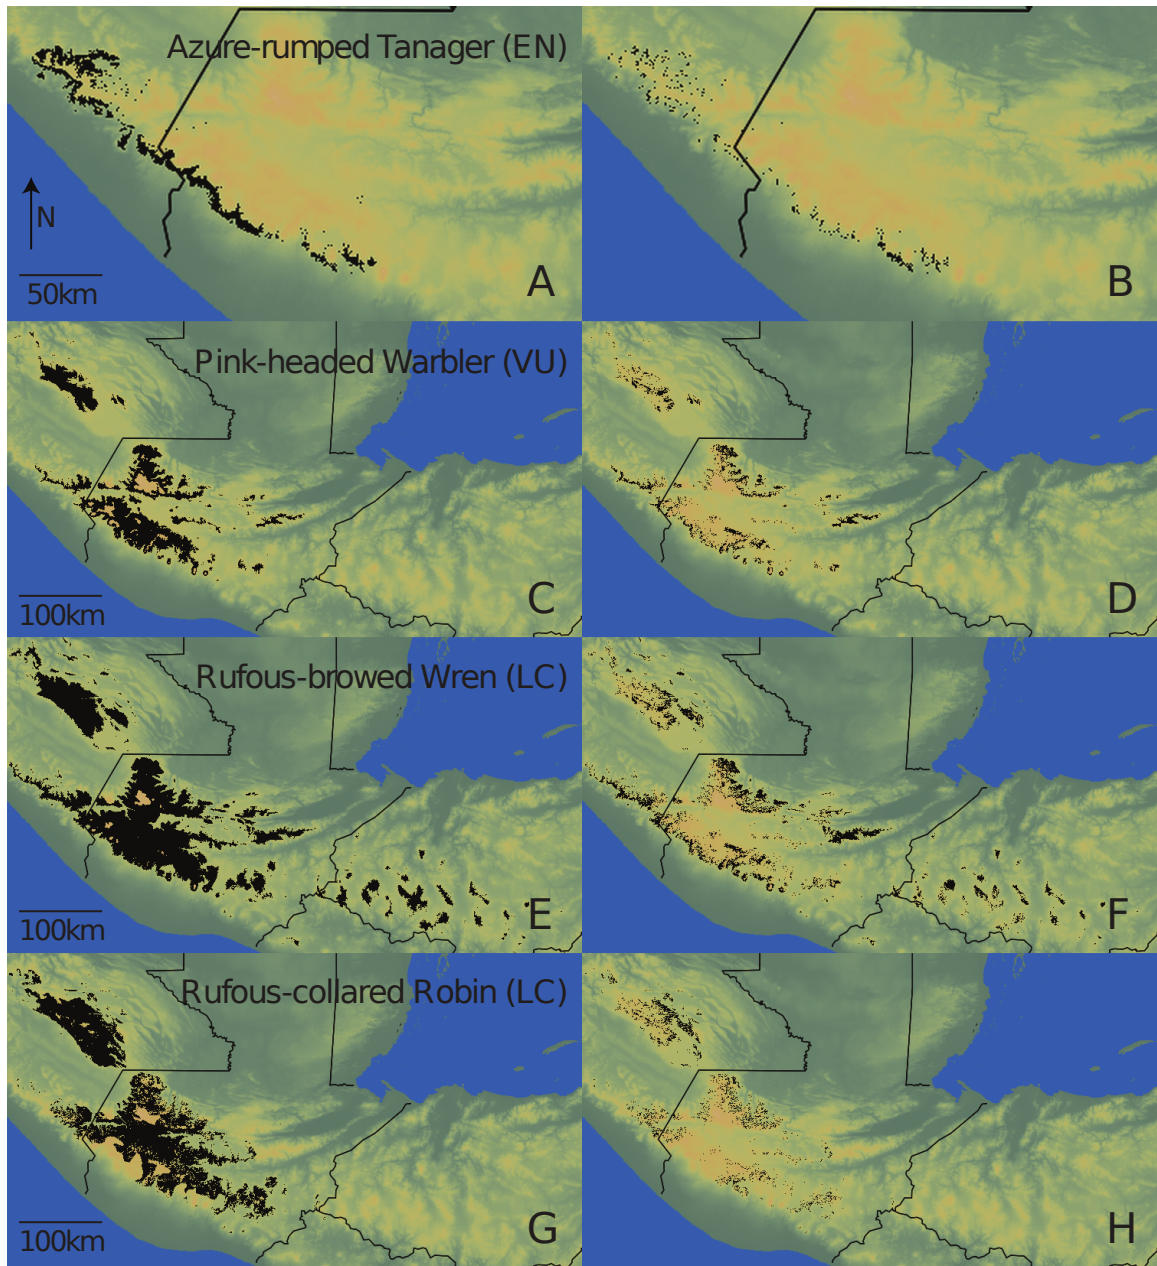 Azure-rumped Tanager (EN)
N
50km
A
B
Pink-headed Warbler (VU)
100km
C
D
Rufous-browed Wren (LC)
100km
E
F
Rufous-collared Robin (LC)
100km
G
H